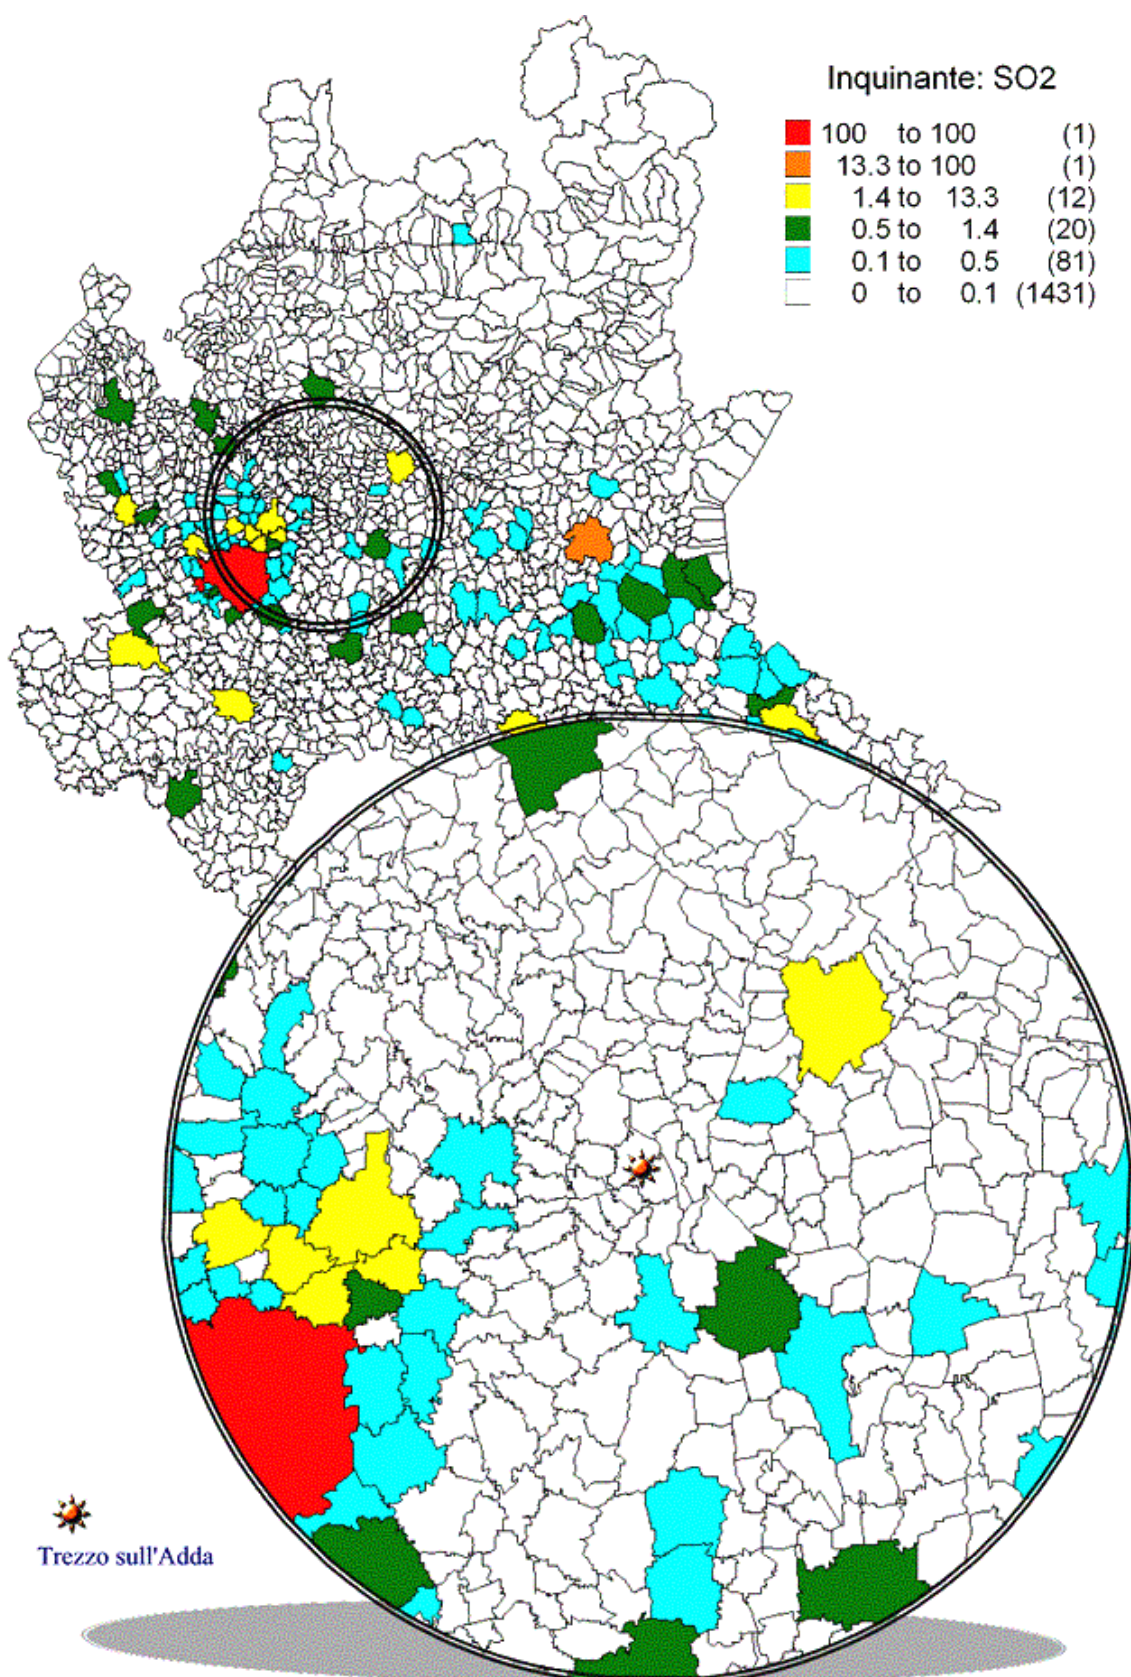 Inquinante: SO2
100 to 100 (1)
13.3 to 100 (1)
1.4 to 13.3 (12)
0.5 to 1.4 (20)
0.1 to 0.5 (81)
0 to 0.1 (1431)
Trezzo sull'Adda